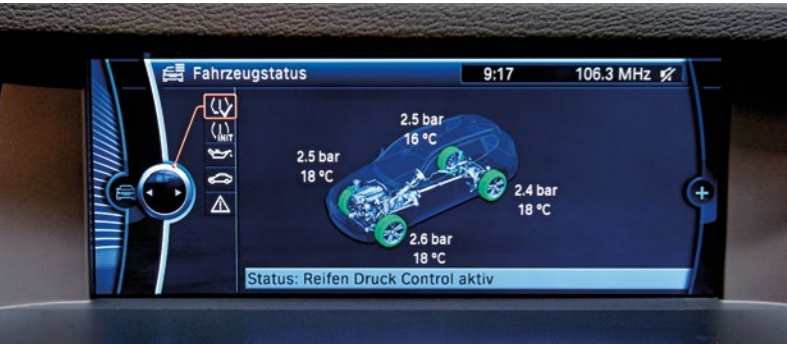 Fahrzeugstatus
9:17
106.3 MHz
INIT
2.5 bar
16 °C
2.5 bar
18 °C
2.4 bar
18 °C
2.6 bar
18 °C
Status: Reifen Druck Control aktiv